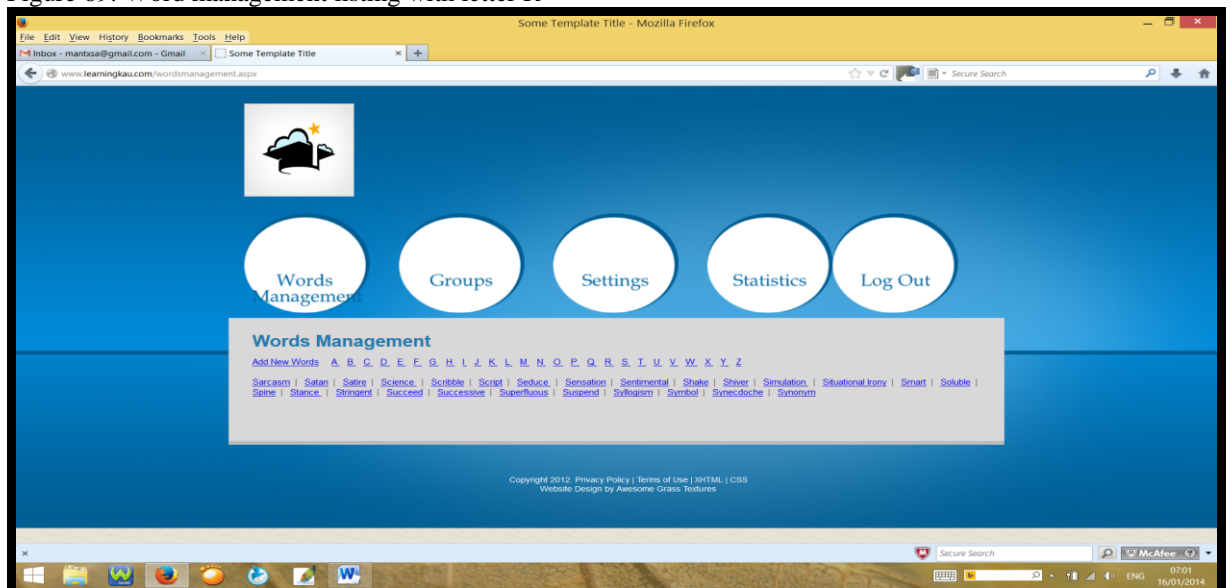 Some Template Title - Mozilla Firefox
File Edit View History Bookmarks Tools Help
Inbox - mantxsa@gmail.com - Gmail × Some Template Title × +
www.learningkau.com/wordsmanagement.aspx Secure Search
Words Management
Groups
Settings
Statistics
Log Out
Words Management
Add New Words A B C D E F G H I J K L M N O P Q R S T U V W X Y Z
Sarcasm | Satan | Satire | Science | Scribble | Script | Seduce | Sensation | Sentimental | Shake | Shiver | Simulation | Situational Irony | Smart | Soluble |
Spine | Stance | Stringent | Succeed | Successive | Superfluous | Suspend | Syllogism | Symbol | Synecdoche | Synonym
Copyright 2012. Privacy Policy | Terms of Use | XHTML | CSS
Website Design by Awesome Grass Textures
× Secure Search McAfee
ENG 07:01
16/01/2014